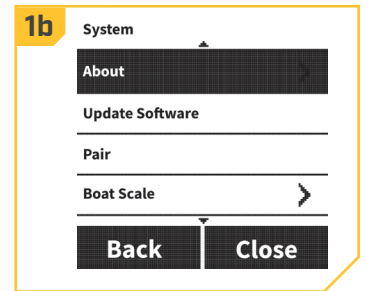 1b
System
About
Update Software
Pair
Boat Scale
Back Close